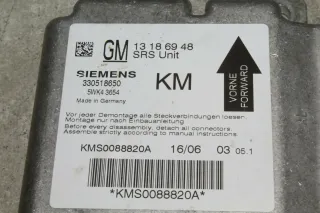 GM 13 18 69 48
SRS Unit
SIEMENS
330518650
5WK4 3654
Made in Germany
KM
VORNE
FORWARD
Vor jeder Demontage alle Steckverbindungen loesen.
Montage nur nach Einbauanleitung!
Before every disassembly, detach all connectors.
Assembly strictly according to manual instructions!
KMS0088820A 16/06 03 05.1
*KMS0088820A*